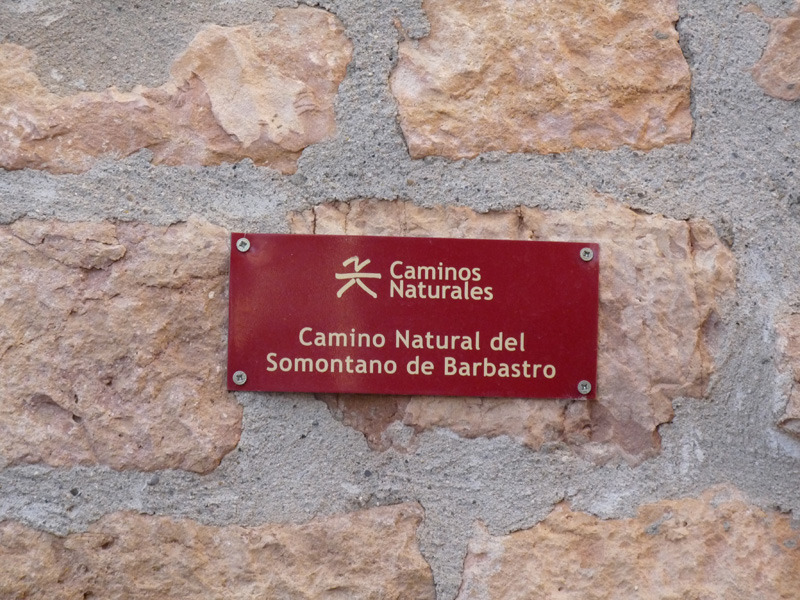 Caminos
Naturales
Camino Natural del
Somontano de Barbastro